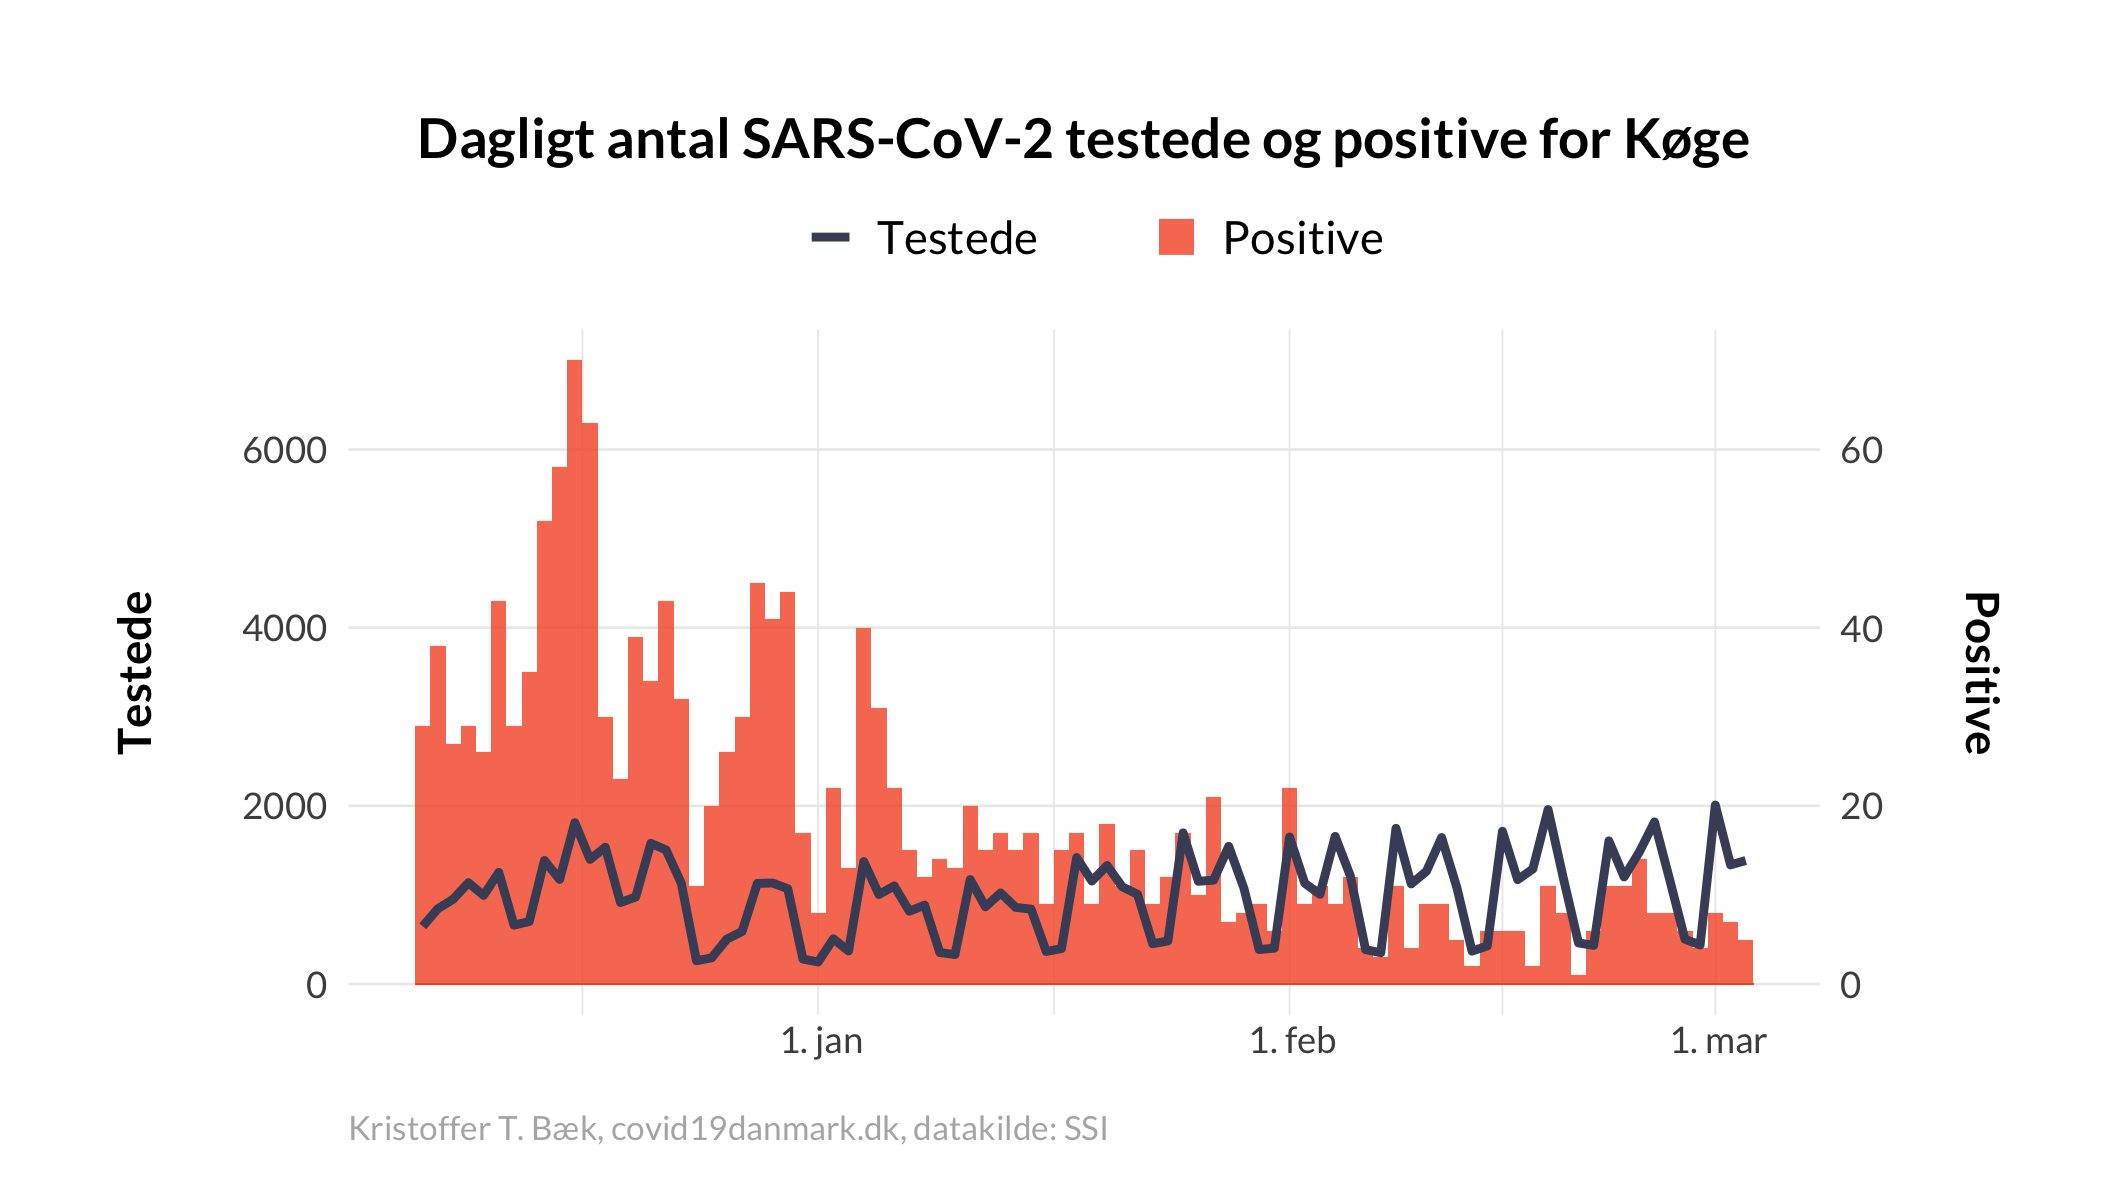 Dagligt antal SARS-CoV-2 testede og positive for Køge
Testede
Positive
Testede
6000
4000
2000
0
60
40
20
0
Positive
1. jan
1. feb
1. mar
Kristoffer T. Bæk, covid19danmark.dk, datakilde: SSI